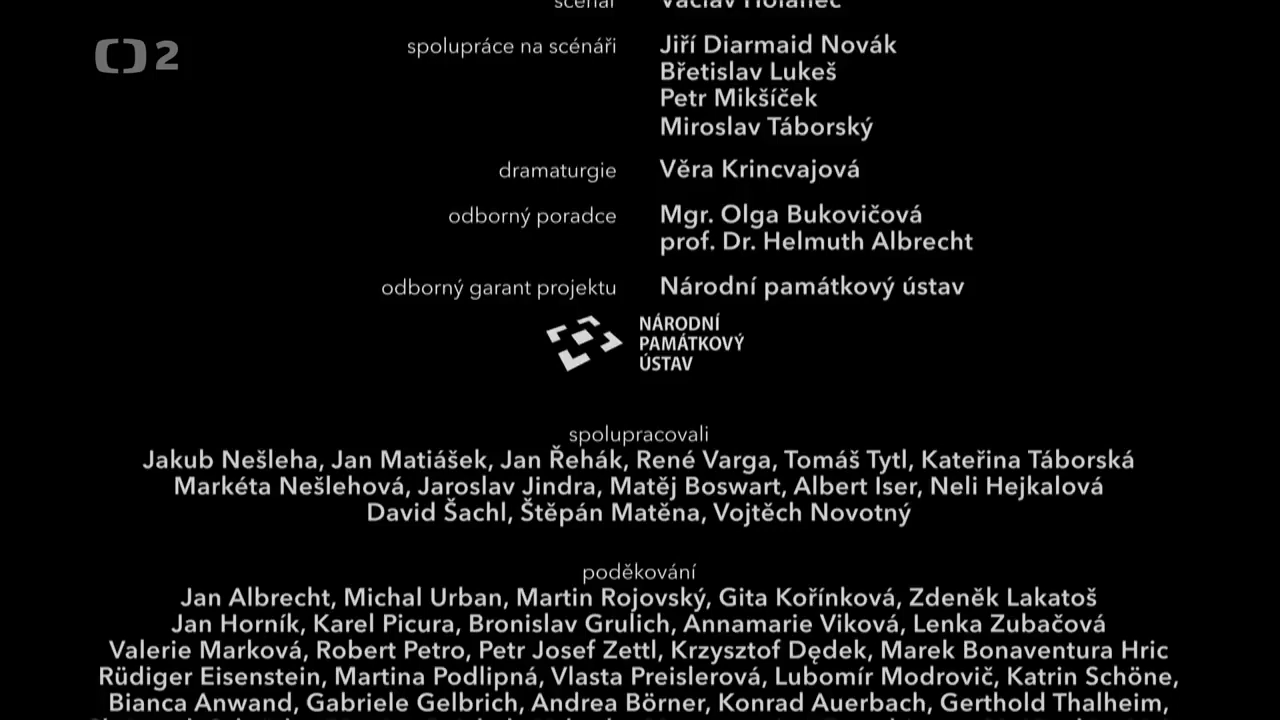 scénář Václav Holanec
2
spolupráce na scénáři Jiří Diarmaid Novák
Břetislav Lukeš
Petr Mikšíček
Miroslav Táborský
dramaturgie Věra Krincvajová
odborný poradce Mgr. Olga Bukovičová
prof. Dr. Helmuth Albrecht
odborný garant projektu Národní památkový ústav
NÁRODNÍ
PAMÁTKOVÝ
ÚSTAV
spolupracovali
Jakub Nešleha, Jan Matiášek, Jan Řehák, René Varga, Tomáš Tytl, Kateřina Táborská
Markéta Nešlehová, Jaroslav Jindra, Matěj Boswart, Albert Iser, Neli Hejkalová
David Šachl, Štěpán Matěna, Vojtěch Novotný
poděkování
Jan Albrecht, Michal Urban, Martin Rojovský, Gita Kořínková, Zdeněk Lakatoš
Jan Horník, Karel Picura, Bronislav Grulich, Annamarie Viková, Lenka Zubačová
Valerie Marková, Robert Petro, Petr Josef Zettl, Krzysztof Dędek, Marek Bonaventura Hric
Rüdiger Eisenstein, Martina Podlipná, Vlasta Preislerová, Lubomír Modrovič, Katrin Schöne,
Bianca Anwand, Gabriele Gelbrich, Andrea Börner, Konrad Auerbach, Gerthold Thalheim,